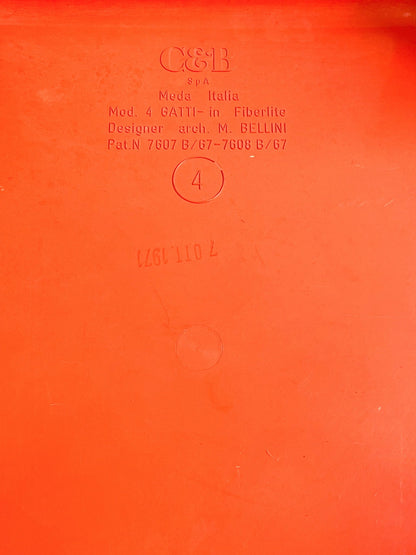 C&B
SpA
Meda Italia
Mod. 4 GATTI- in Fiberlite
Designer arch. M. BELLINI
Pat.N 7607 B/67-7608 B/67
4
7 OTT.1971